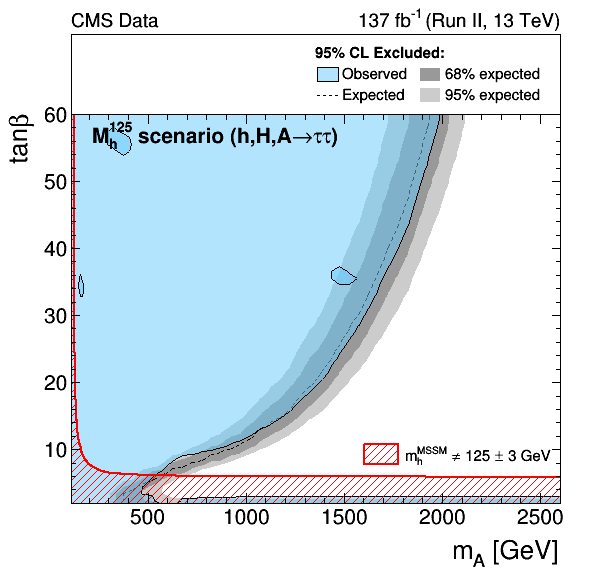 CMS Data 137 fb⁻¹ (Run II, 13 TeV)
95% CL Excluded:
Observed 68% expected
Expected 95% expected
M_h^125 scenario (h,H,A→ττ)
tanβ
60
50
40
30
20
10
m_h^MSSM ≠ 125 ± 3 GeV
500 1000 1500 2000 2500
m_A [GeV]